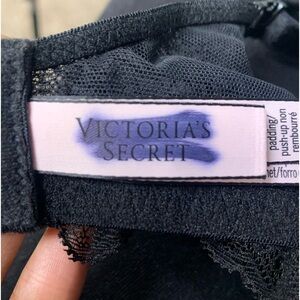 VICTORIA'S
SECRET
padding/
push-up non
rembourré
net/forro